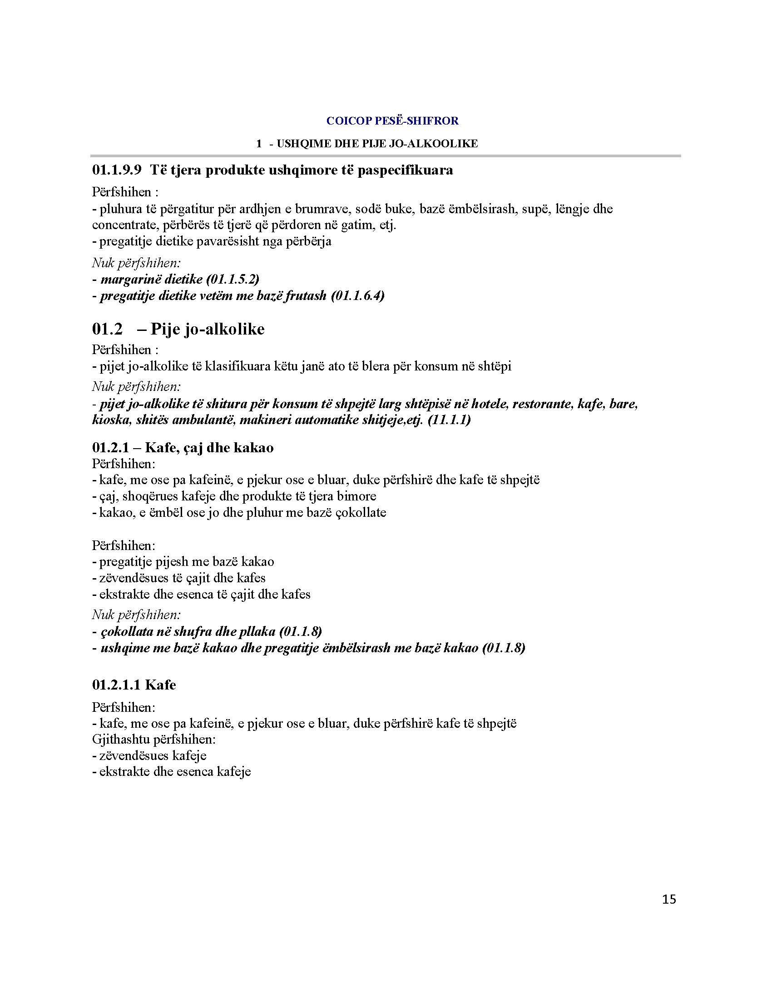 COICOP PESË-SHIFROR
1 - USHQIME DHE PIJE JO-ALKOOLIKE
01.1.9.9 Të tjera produkte ushqimore të paspecifikuara
Përfshihen :
- pluhura të përgatitur për ardhjen e brumrave, sodë buke, bazë ëmbëlsirash, supë, lëngje dhe
concentrate, përbërës të tjerë që përdoren në gatim, etj.
- pregatitje dietike pavarësisht nga përbërja
Nuk përfshihen:
- margarinë dietike (01.1.5.2)
- pregatitje dietike vetëm me bazë frutash (01.1.6.4)
01.2 – Pije jo-alkolike
Përfshihen :
- pijet jo-alkolike të klasifikuara këtu janë ato të blera për konsum në shtëpi
Nuk përfshihen:
- pijet jo-alkolike të shitura për konsum të shpejtë larg shtëpisë në hotele, restorante, kafe, bare,
kioska, shitës ambulantë, makineri automatike shitjeje,etj. (11.1.1)
01.2.1 – Kafe, çaj dhe kakao
Përfshihen:
- kafe, me ose pa kafeinë, e pjekur ose e bluar, duke përfshirë dhe kafe të shpejtë
- çaj, shoqërues kafeje dhe produkte të tjera bimore
- kakao, e ëmbël ose jo dhe pluhur me bazë çokollate
Përfshihen:
- pregatitje pijesh me bazë kakao
- zëvendësues të çajit dhe kafes
- ekstrakte dhe esenca të çajit dhe kafes
Nuk përfshihen:
- çokollata në shufra dhe pllaka (01.1.8)
- ushqime me bazë kakao dhe pregatitje ëmbëlsirash me bazë kakao (01.1.8)
01.2.1.1 Kafe
Përfshihen:
- kafe, me ose pa kafeinë, e pjekur ose e bluar, duke përfshirë kafe të shpejtë
Gjithashtu përfshihen:
- zëvendësues kafeje
- ekstrakte dhe esenca kafeje
15